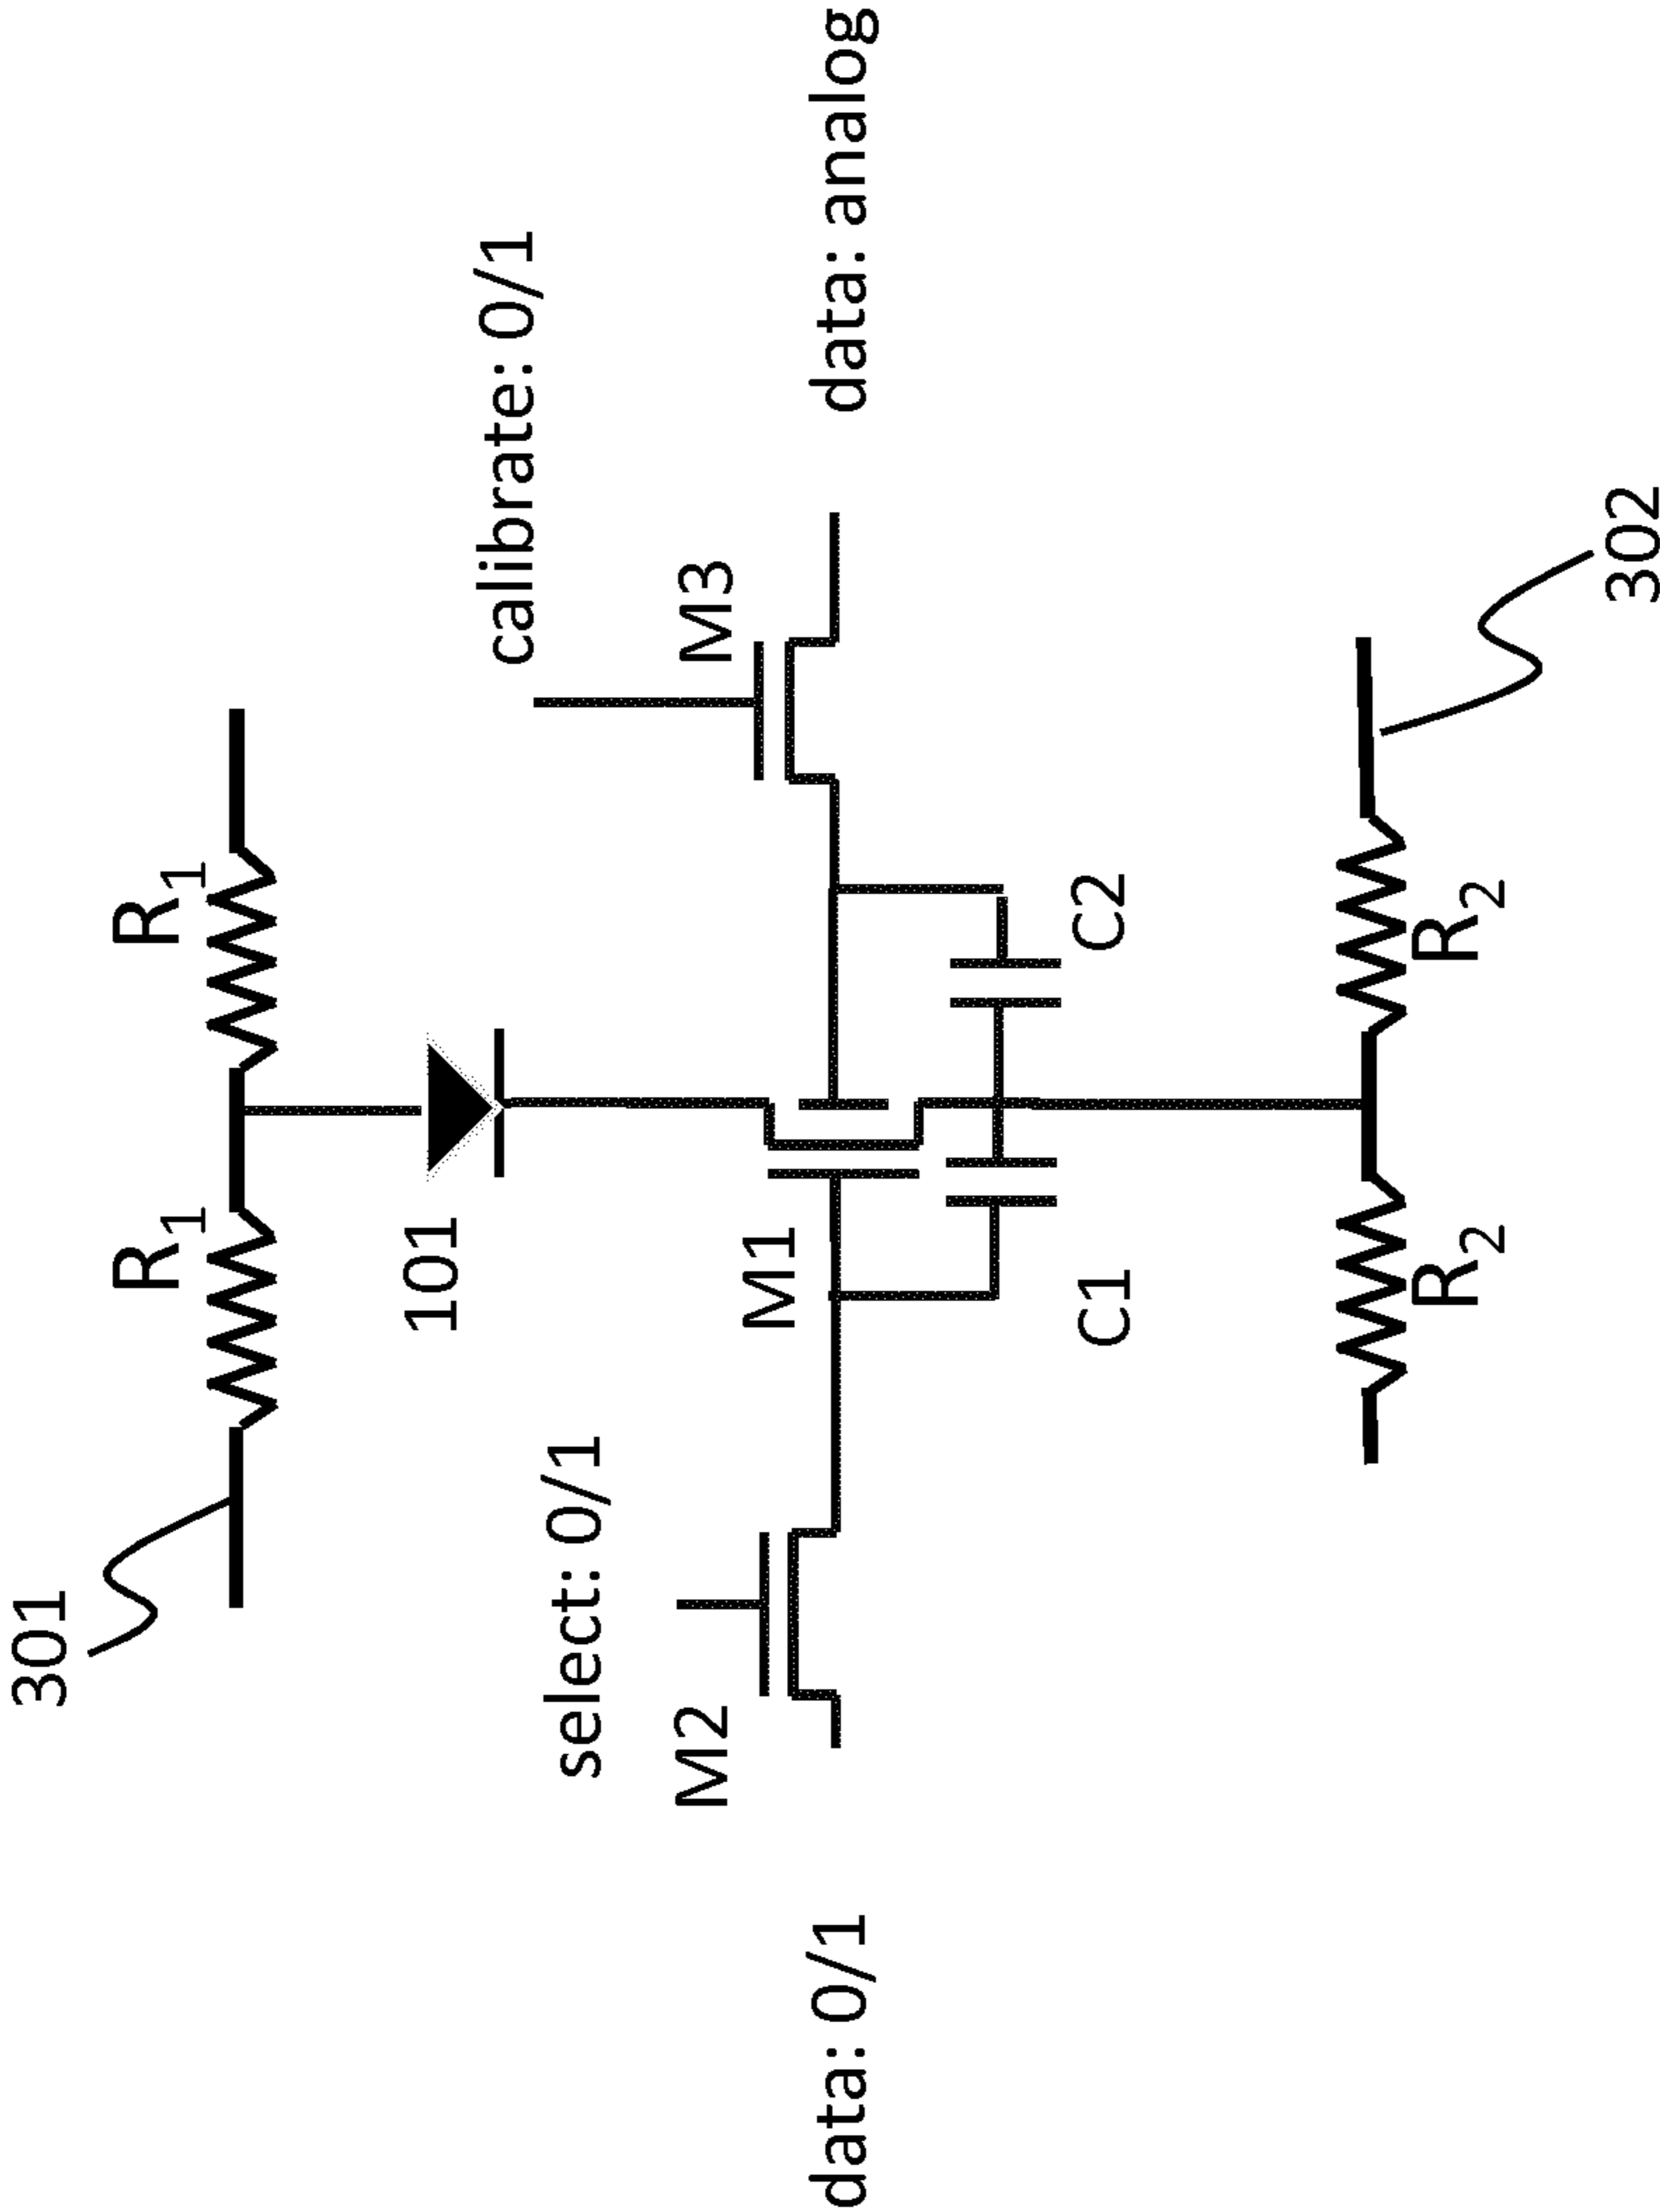 301
R1
R1
101
select: 0/1
calibrate: 0/1
M2
M1
M3
data: 0/1
data: analog
C1
C2
R2
R2
302